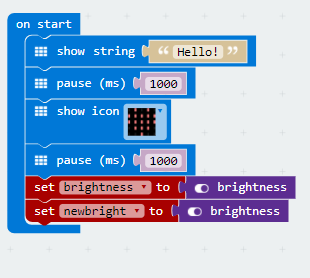 on start
show string “ Hello! ”
pause (ms) 1000
show icon
pause (ms) 1000
set brightness to brightness
set newbright to brightness